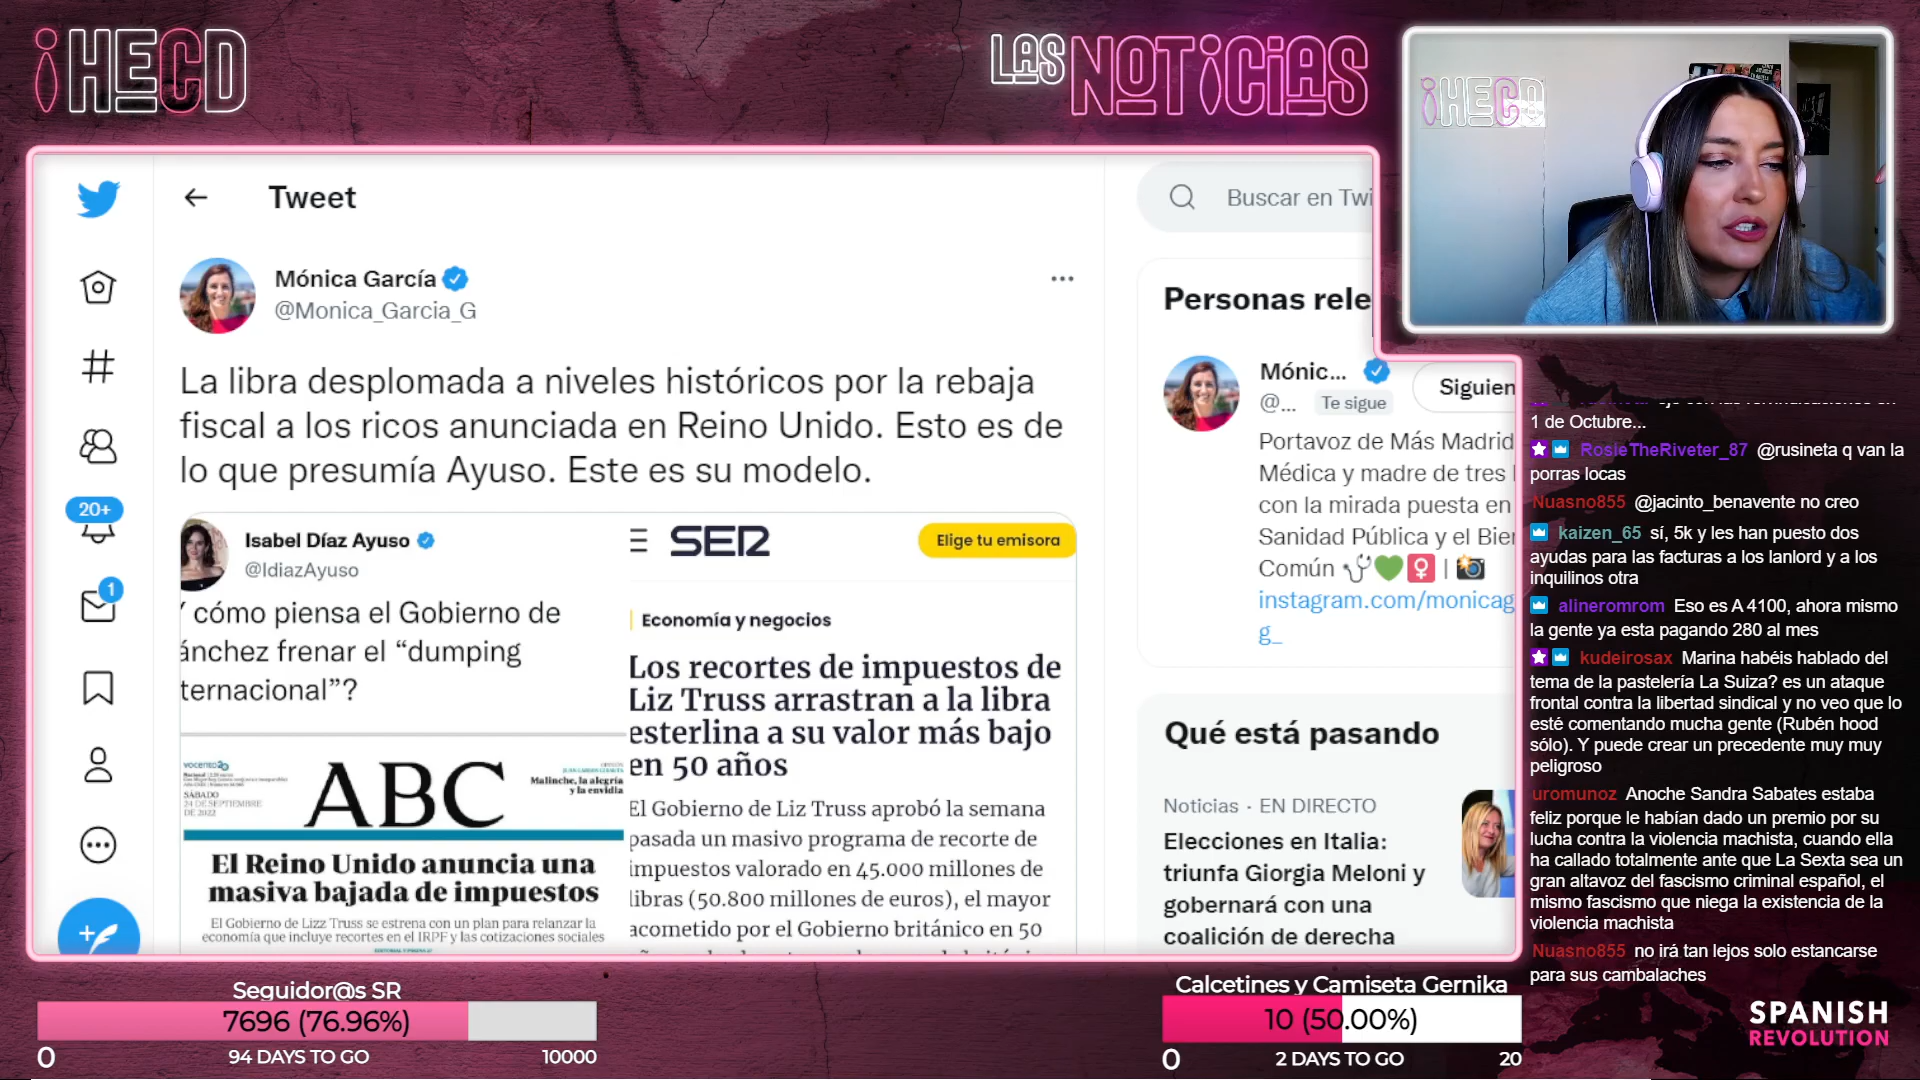 ¡HECD
LAS NOTICIAS
¡HECD
Tweet
Buscar en Twi
Mónica García
@Monica_Garcia_G
La libra desplomada a niveles históricos por la rebaja
fiscal a los ricos anunciada en Reino Unido. Esto es de
lo que presumía Ayuso. Este es su modelo.
20+
1
Isabel Díaz Ayuso
@IdiazAyuso
Y cómo piensa el Gobierno de
ánchez frenar el “dumping
ternacional”?
vocento
SÁBADO
24 DE SEPTIEMBRE
DE 2022
ABC
Malinche, la alegría
y la envidia
El Reino Unido anuncia una
masiva bajada de impuestos
El Gobierno de Lizz Truss se estrena con un plan para relanzar la
economía que incluye recortes en el IRPF y las cotizaciones sociales
SER
Elige tu emisora
Economía y negocios
Los recortes de impuestos de
Liz Truss arrastran a la libra
esterlina a su valor más bajo
en 50 años
El Gobierno de Liz Truss aprobó la semana
pasada un masivo programa de recorte de
impuestos valorado en 45.000 millones de
libras (50.800 millones de euros), el mayor
acometido por el Gobierno británico en 50
Personas rele
Mónic...
@...
Te sigue
Siguien
Portavoz de Más Madrid
Médica y madre de tres
con la mirada puesta en
Sanidad Pública y el Bie
Común 🩺💚♀️ | 📸
instagram.com/monicag
g_
Qué está pasando
Noticias · EN DIRECTO
Elecciones en Italia:
triunfa Giorgia Meloni y
gobernará con una
coalición de derecha
1 de Octubre...
RosieTheRiveter_87 @rusineta q van la
porras locas
Nuasno855 @jacinto_benavente no creo
kaizen_65 sí, 5k y les han puesto dos
ayudas para las facturas a los lanlord y a los
inquilinos otra
alineromrom Eso es A 4100, ahora mismo
la gente ya esta pagando 280 al mes
kudeirosax Marina habéis hablado del
tema de la pastelería La Suiza? es un ataque
frontal contra la libertad sindical y no veo que lo
esté comentando mucha gente (Rubén hood
sólo). Y puede crear un precedente muy muy
peligroso
uromunoz Anoche Sandra Sabates estaba
feliz porque le habían dado un premio por su
lucha contra la violencia machista, cuando ella
ha callado totalmente ante que La Sexta sea un
gran altavoz del fascismo criminal español, el
mismo fascismo que niega la existencia de la
violencia machista
Nuasno855 no irá tan lejos solo estancarse
para sus cambalaches
Seguidor@s SR
7696 (76.96%)
0
94 DAYS TO GO
10000
Calcetines y Camiseta Gernika
10 (50.00%)
0
2 DAYS TO GO
20
SPANISH
REVOLUTION